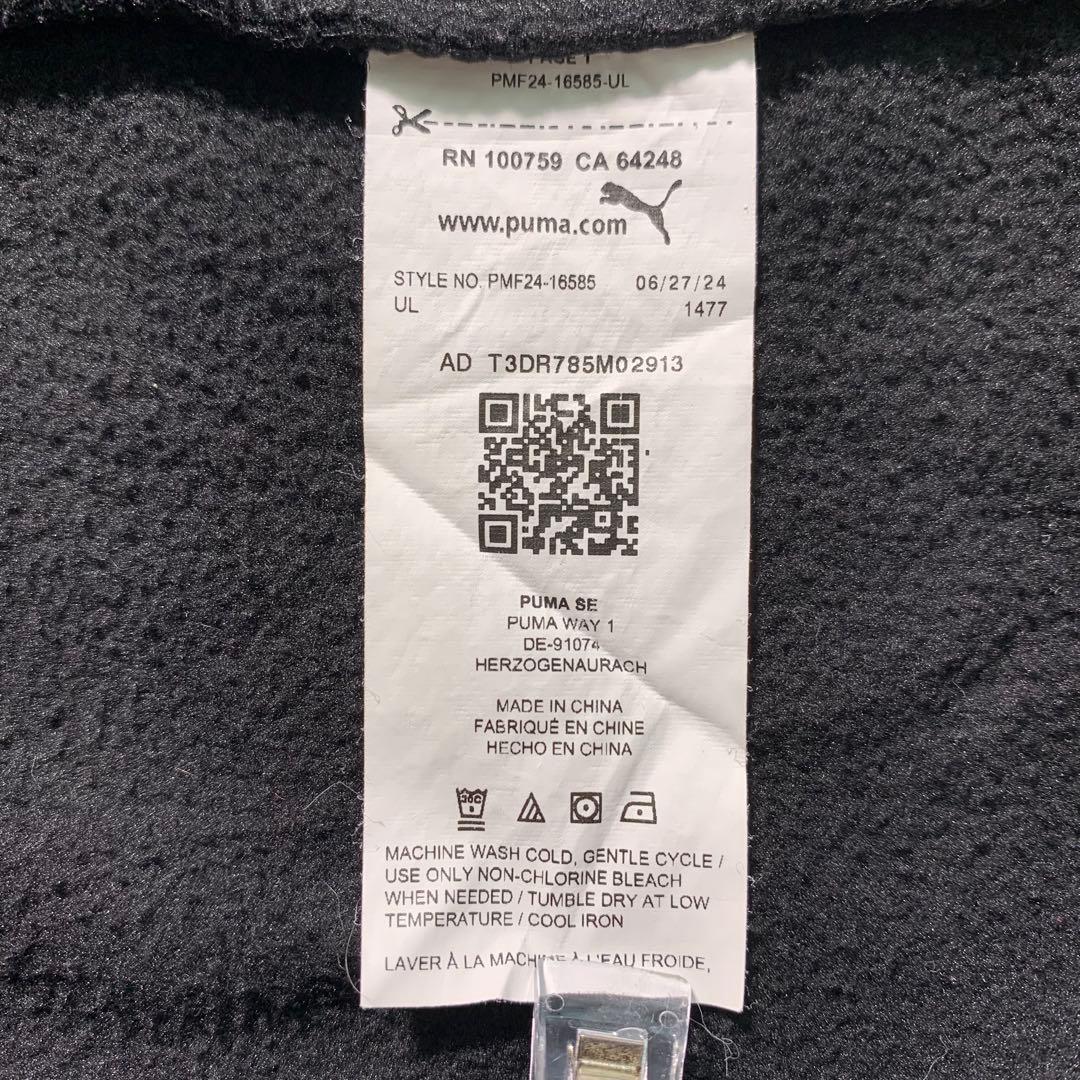 PMF24-16585-UL
RN 100759 CA 64248
www.puma.com
STYLE NO. PMF24-16585 06/27/24
UL 1477
AD T3DR785M02913
PUMA SE
PUMA WAY 1
DE-91074
HERZOGENAURACH
MADE IN CHINA
FABRIQUÉ EN CHINE
HECHO EN CHINA
30C
MACHINE WASH COLD, GENTLE CYCLE /
USE ONLY NON-CHLORINE BLEACH
WHEN NEEDED / TUMBLE DRY AT LOW
TEMPERATURE / COOL IRON
LAVER À LA MACHINE À L'EAU FROIDE,